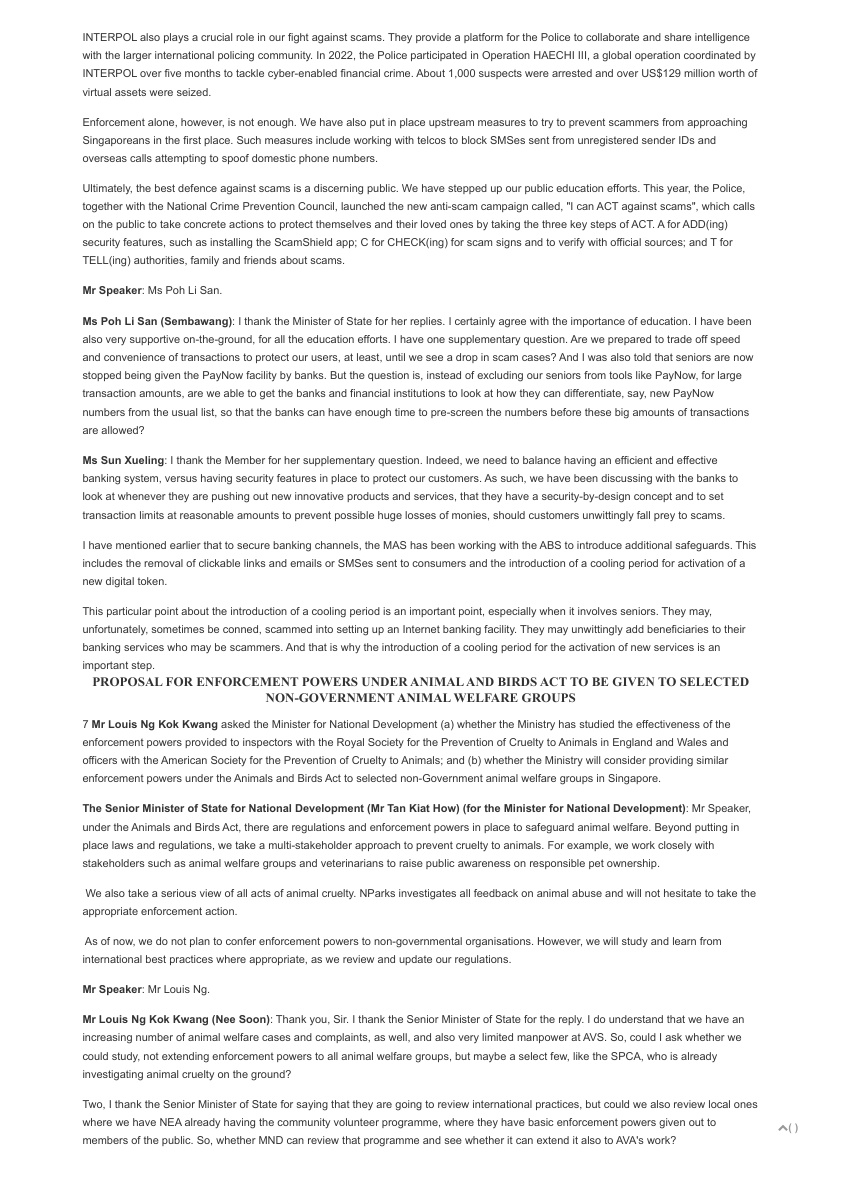 INTERPOL also plays a crucial role in our fight against scams. They provide a platform for the Police to collaborate and share intelligence
with the larger international policing community. In 2022, the Police participated in Operation HAECHI III, a global operation coordinated by
INTERPOL over five months to tackle cyber-enabled financial crime. About 1,000 suspects were arrested and over US$129 million worth of
virtual assets were seized.
Enforcement alone, however, is not enough. We have also put in place upstream measures to try to prevent scammers from approaching
Singaporeans in the first place. Such measures include working with telcos to block SMSes sent from unregistered sender IDs and
overseas calls attempting to spoof domestic phone numbers.
Ultimately, the best defence against scams is a discerning public. We have stepped up our public education efforts. This year, the Police,
together with the National Crime Prevention Council, launched the new anti-scam campaign called, "I can ACT against scams", which calls
on the public to take concrete actions to protect themselves and their loved ones by taking the three key steps of ACT. A for ADD(ing)
security features, such as installing the ScamShield app; C for CHECK(ing) for scam signs and to verify with official sources; and T for
TELL(ing) authorities, family and friends about scams.
Mr Speaker: Ms Poh Li San.
Ms Poh Li San (Sembawang): I thank the Minister of State for her replies. I certainly agree with the importance of education. I have been
also very supportive on-the-ground, for all the education efforts. I have one supplementary question. Are we prepared to trade off speed
and convenience of transactions to protect our users, at least, until we see a drop in scam cases? And I was also told that seniors are now
stopped being given the PayNow facility by banks. But the question is, instead of excluding our seniors from tools like PayNow, for large
transaction amounts, are we able to get the banks and financial institutions to look at how they can differentiate, say, new PayNow
numbers from the usual list, so that the banks can have enough time to pre-screen the numbers before these big amounts of transactions
are allowed?
Ms Sun Xueling: I thank the Member for her supplementary question. Indeed, we need to balance having an efficient and effective
banking system, versus having security features in place to protect our customers. As such, we have been discussing with the banks to
look at whenever they are pushing out new innovative products and services, that they have a security-by-design concept and to set
transaction limits at reasonable amounts to prevent possible huge losses of monies, should customers unwittingly fall prey to scams.
I have mentioned earlier that to secure banking channels, the MAS has been working with the ABS to introduce additional safeguards. This
includes the removal of clickable links and emails or SMSes sent to consumers and the introduction of a cooling period for activation of a
new digital token.
This particular point about the introduction of a cooling period is an important point, especially when it involves seniors. They may,
unfortunately, sometimes be conned, scammed into setting up an Internet banking facility. They may unwittingly add beneficiaries to their
banking services who may be scammers. And that is why the introduction of a cooling period for the activation of new services is an
important step.
PROPOSAL FOR ENFORCEMENT POWERS UNDER ANIMAL AND BIRDS ACT TO BE GIVEN TO SELECTED
NON-GOVERNMENT ANIMAL WELFARE GROUPS
7 Mr Louis Ng Kok Kwang asked the Minister for National Development (a) whether the Ministry has studied the effectiveness of the
enforcement powers provided to inspectors with the Royal Society for the Prevention of Cruelty to Animals in England and Wales and
officers with the American Society for the Prevention of Cruelty to Animals; and (b) whether the Ministry will consider providing similar
enforcement powers under the Animals and Birds Act to selected non-Government animal welfare groups in Singapore.
The Senior Minister of State for National Development (Mr Tan Kiat How) (for the Minister for National Development): Mr Speaker,
under the Animals and Birds Act, there are regulations and enforcement powers in place to safeguard animal welfare. Beyond putting in
place laws and regulations, we take a multi-stakeholder approach to prevent cruelty to animals. For example, we work closely with
stakeholders such as animal welfare groups and veterinarians to raise public awareness on responsible pet ownership.
We also take a serious view of all acts of animal cruelty. NParks investigates all feedback on animal abuse and will not hesitate to take the
appropriate enforcement action.
As of now, we do not plan to confer enforcement powers to non-governmental organisations. However, we will study and learn from
international best practices where appropriate, as we review and update our regulations.
Mr Speaker: Mr Louis Ng.
Mr Louis Ng Kok Kwang (Nee Soon): Thank you, Sir. I thank the Senior Minister of State for the reply. I do understand that we have an
increasing number of animal welfare cases and complaints, as well, and also very limited manpower at AVS. So, could I ask whether we
could study, not extending enforcement powers to all animal welfare groups, but maybe a select few, like the SPCA, who is already
investigating animal cruelty on the ground?
Two, I thank the Senior Minister of State for saying that they are going to review international practices, but could we also review local ones
where we have NEA already having the community volunteer programme, where they have basic enforcement powers given out to
members of the public. So, whether MND can review that programme and see whether it can extend it also to AVA's work?
( )